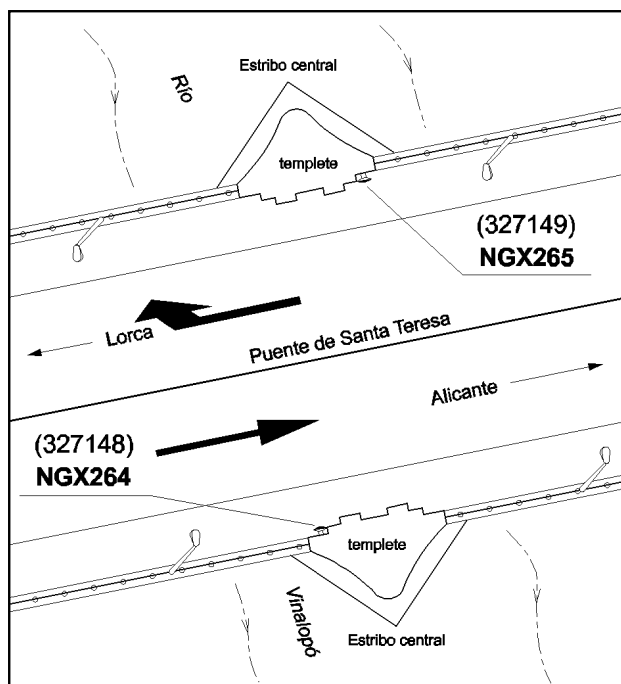 Río
Estribo central
templete
(327149)
NGX265
Lorca
Puente de Santa Teresa
Alicante
(327148)
NGX264
templete
Vinalopó
Estribo central